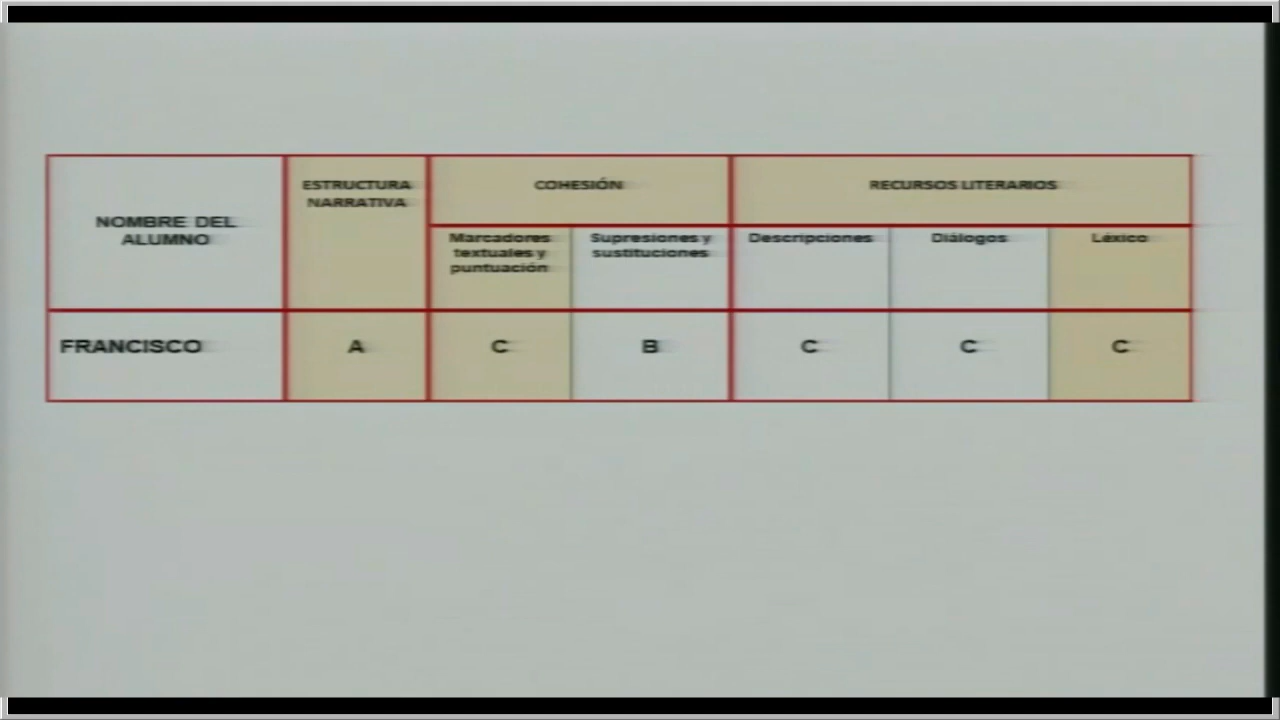 NOMBRE DEL
ALUMNO
ESTRUCTURA
NARRATIVA
COHESIÓN
RECURSOS LITERARIOS
Marcadores
textuales y
puntuación
Supresiones y
sustituciones
Descripciones
Diálogos
Léxico
FRANCISCO A C B C C C